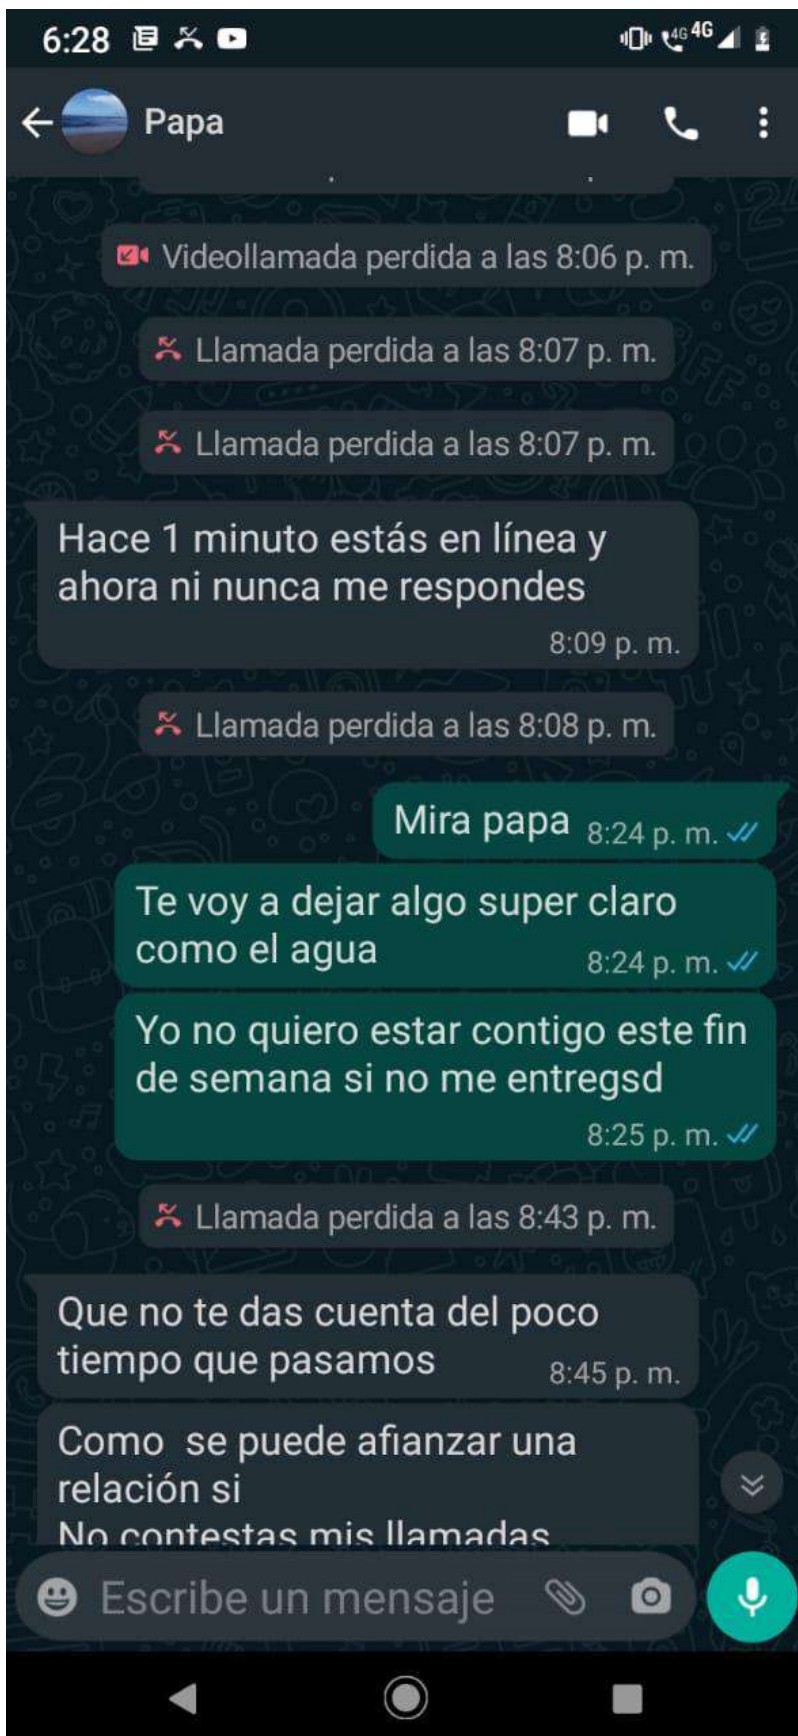 6:28
4G 4G
Papa
Videollamada perdida a las 8:06 p. m.
Llamada perdida a las 8:07 p. m.
Llamada perdida a las 8:07 p. m.
Hace 1 minuto estás en línea y
ahora ni nunca me respondes
8:09 p. m.
Llamada perdida a las 8:08 p. m.
Mira papa 8:24 p. m.
Te voy a dejar algo super claro
como el agua 8:24 p. m.
Yo no quiero estar contigo este fin
de semana si no me entregsd
8:25 p. m.
Llamada perdida a las 8:43 p. m.
Que no te das cuenta del poco
tiempo que pasamos 8:45 p. m.
Como se puede afianzar una
relación si
No contestas mis llamadas
Escribe un mensaje